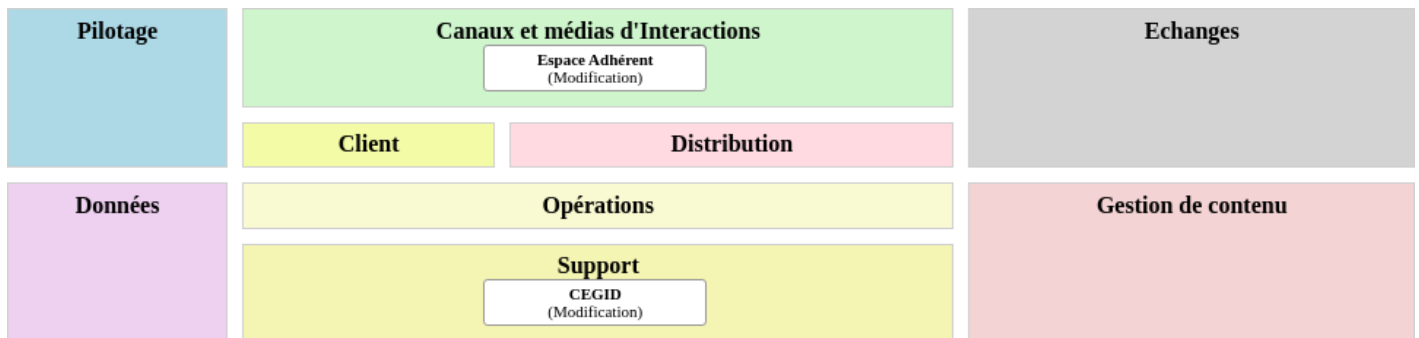 Pilotage
Canaux et médias d'Interactions
Espace Adhérent
(Modification)
Echanges
Client
Distribution
Données
Opérations
Gestion de contenu
Support
CEGID
(Modification)